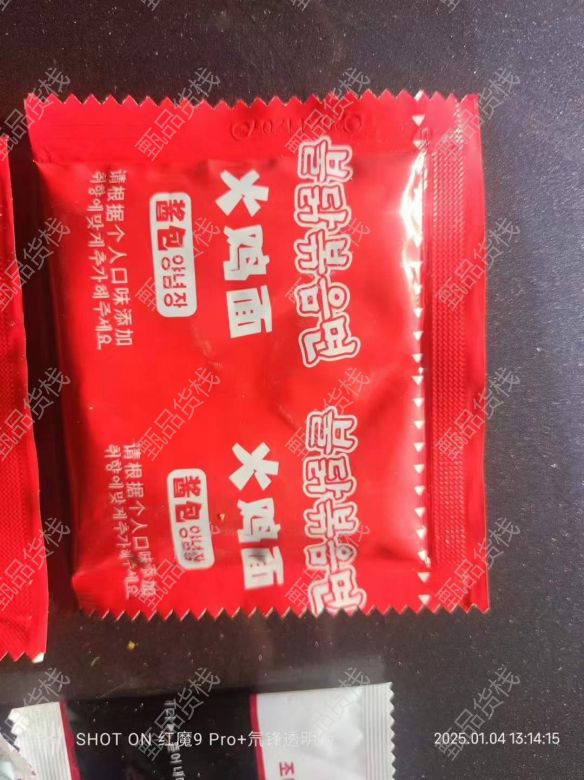 불닭볶음면
火鸡面
酱包 양념장
请根据个人口味添加
취향에 맞게 추가해주세요
불닭볶음면
火鸡面
酱包 양념장
请根据个人口味添加
취향에 맞게 추가해주세요
SHOT ON 红魔9 Pro+氘锋透明
2025.01.04 13:14:15
甄品货栈